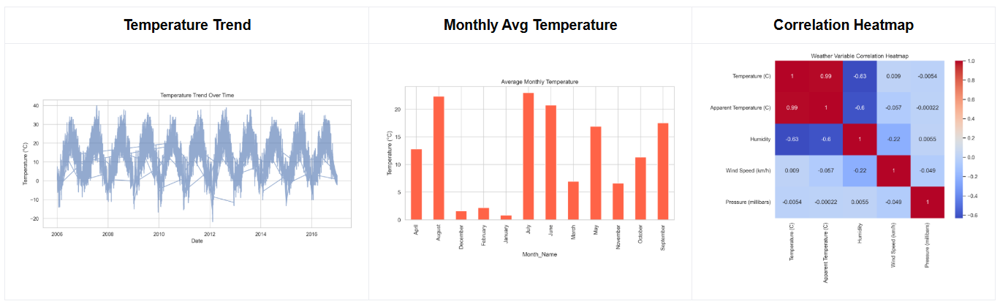 Temperature Trend
Monthly Avg Temperature
Correlation Heatmap
Temperature Trend Over Time
40
30
20
10
0
−10
−20
Temperature (°C)
2006
2008
2010
2012
2014
2016
Date
Average Monthly Temperature
20
15
10
5
0
Temperature (°C)
April
August
December
February
January
July
June
March
May
November
October
September
Month_Name
Weather Variable Correlation Heatmap
Temperature (C)
1
0.99
-0.63
0.009
-0.0054
Apparent Temperature (C)
0.99
1
-0.6
-0.057
-0.00022
Humidity
-0.63
-0.6
1
-0.22
0.0055
Wind Speed (km/h)
0.009
-0.057
-0.22
1
-0.049
Pressure (millibars)
-0.0054
-0.00022
0.0055
-0.049
1
Temperature (C)
Apparent Temperature (C)
Humidity
Wind Speed (km/h)
Pressure (millibars)
1.0
0.8
0.6
0.4
0.2
0.0
−0.2
−0.4
−0.6